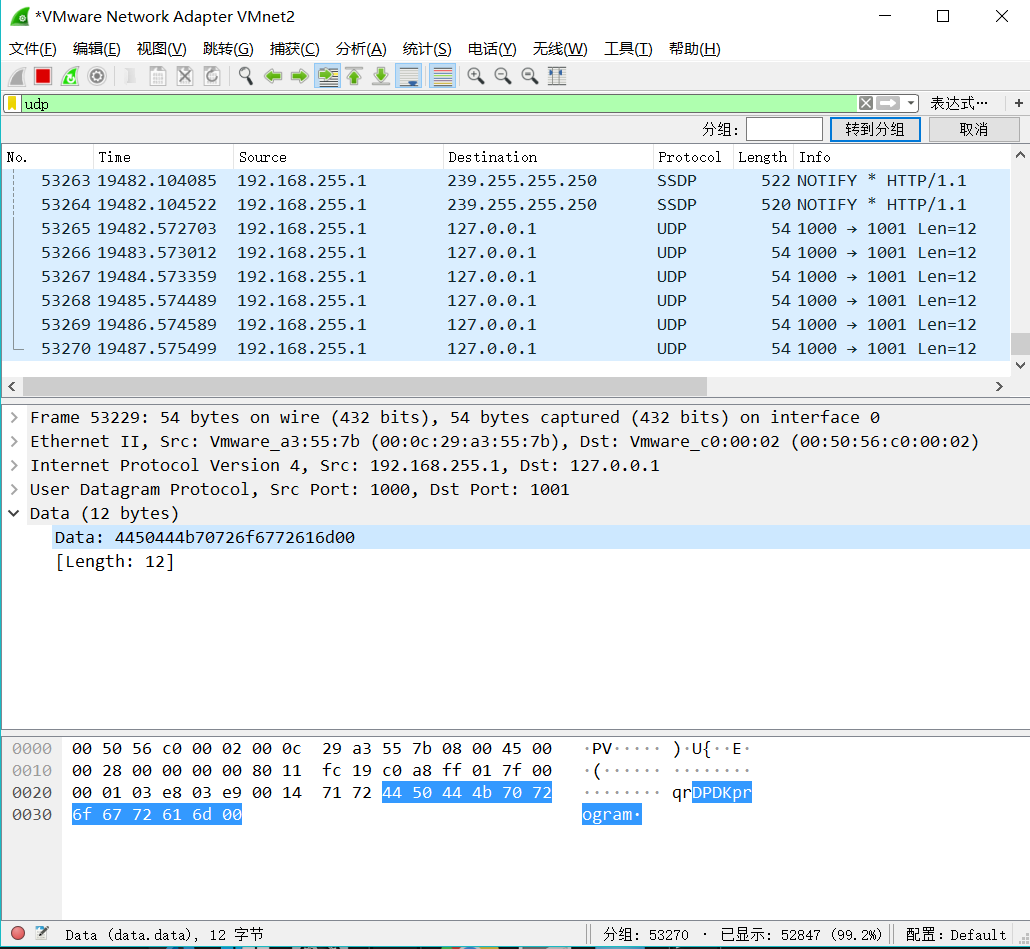 *VMware Network Adapter VMnet2
文件(F) 编辑(E) 视图(V) 跳转(G) 捕获(C) 分析(A) 统计(S) 电话(Y) 无线(W) 工具(T) 帮助(H)
udp 表达式… +
分组: 转到分组 取消
No. Time Source Destination Protocol Length Info
53263 19482.104085 192.168.255.1 239.255.255.250 SSDP 522 NOTIFY * HTTP/1.1
53264 19482.104522 192.168.255.1 239.255.255.250 SSDP 520 NOTIFY * HTTP/1.1
53265 19482.572703 192.168.255.1 127.0.0.1 UDP 54 1000 → 1001 Len=12
53266 19483.573012 192.168.255.1 127.0.0.1 UDP 54 1000 → 1001 Len=12
53267 19484.573359 192.168.255.1 127.0.0.1 UDP 54 1000 → 1001 Len=12
53268 19485.574489 192.168.255.1 127.0.0.1 UDP 54 1000 → 1001 Len=12
53269 19486.574589 192.168.255.1 127.0.0.1 UDP 54 1000 → 1001 Len=12
53270 19487.575499 192.168.255.1 127.0.0.1 UDP 54 1000 → 1001 Len=12
Frame 53229: 54 bytes on wire (432 bits), 54 bytes captured (432 bits) on interface 0
Ethernet II, Src: Vmware_a3:55:7b (00:0c:29:a3:55:7b), Dst: Vmware_c0:00:02 (00:50:56:c0:00:02)
Internet Protocol Version 4, Src: 192.168.255.1, Dst: 127.0.0.1
User Datagram Protocol, Src Port: 1000, Dst Port: 1001
Data (12 bytes)
Data: 4450444b70726f6772616d00
[Length: 12]
0000 00 50 56 c0 00 02 00 0c 29 a3 55 7b 08 00 45 00 ·PV····· )·U{··E·
0010 00 28 00 00 00 00 80 11 fc 19 c0 a8 ff 01 7f 00 ·(······ ········
0020 00 01 03 e8 03 e9 00 14 71 72 44 50 44 4b 70 72 ········ qrDPDKpr
0030 6f 67 72 61 6d 00 ogram·
Data (data.data), 12 字节 分组: 53270 · 已显示: 52847 (99.2%) 配置: Default